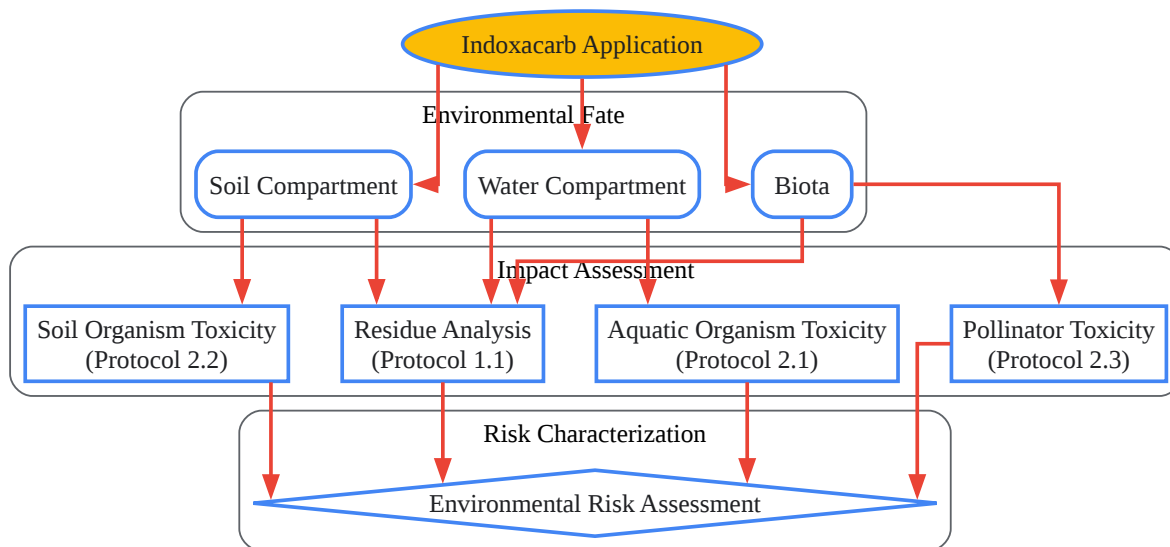 Indoxacarb Application
Environmental Fate
Soil Compartment
Water Compartment
Biota
Impact Assessment
Soil Organism Toxicity
(Protocol 2.2)
Residue Analysis
(Protocol 1.1)
Aquatic Organism Toxicity
(Protocol 2.1)
Pollinator Toxicity
(Protocol 2.3)
Risk Characterization
Environmental Risk Assessment